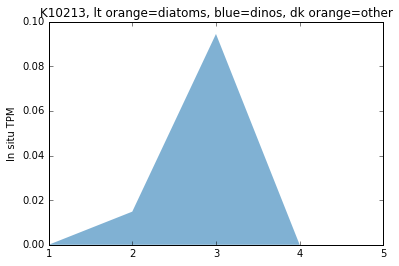 K10213, lt orange=diatoms, blue=dinos, dk orange=other
0.10
0.08
0.06
0.04
0.02
0.00
In situ TPM
1 2 3 4 5